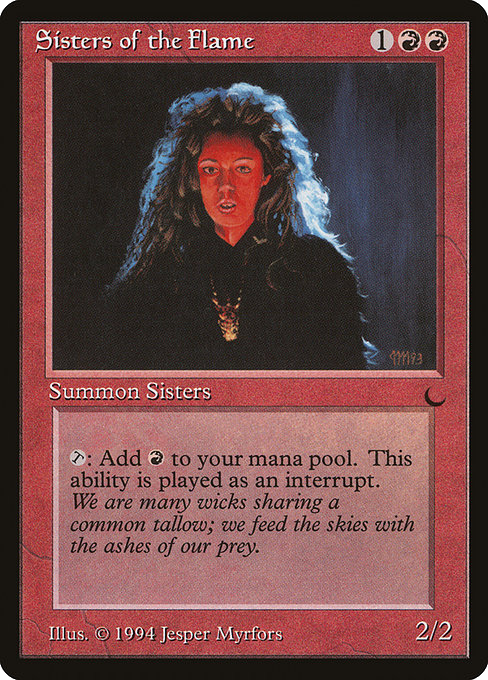 Sisters of the Flame 1
Summon Sisters
: Add to your mana pool. This
ability is played as an interrupt.
We are many wicks sharing a
common tallow; we feed the skies with
the ashes of our prey.
Illus. © 1994 Jesper Myrfors 2/2